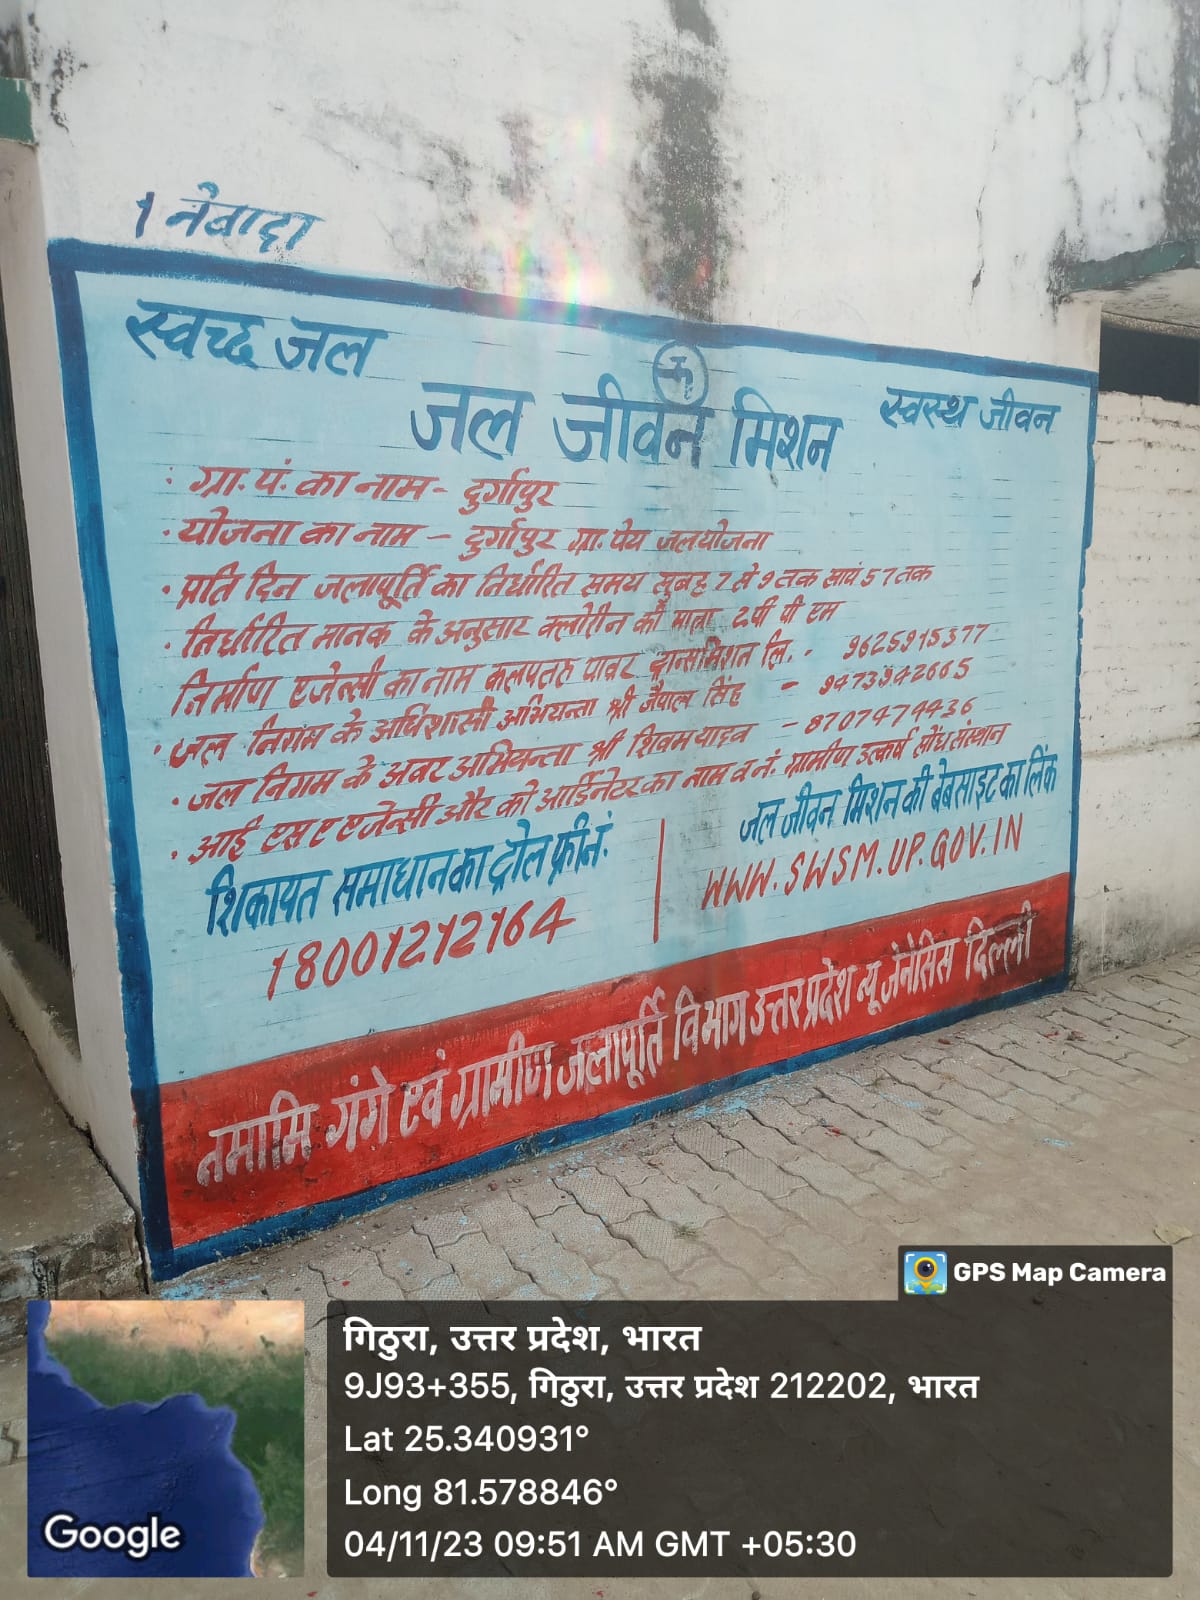 1 नेवादा
स्वच्छ जल
जल जीवन मिशन
स्वस्थ जीवन
· ग्रा. पं. का नाम - दुर्गापुर
· योजना का नाम - दुर्गापुर ग्रा. पेय जल योजना
· प्रति दिन जलापूर्ति का निर्धारित समय सुबह 7 से 9 तक सायं 5 7 तक
· निर्धारित मानक के अनुसार क्लोरीन की मात्रा 2 पी पी एम
निर्माण एजेन्सी का नाम कलपतरु पावर ट्रान्समिशन लि. - 9625915377
· जल निगम के अधिशासी अभियन्ता श्री जैपाल सिंह - 9473942665
· जल निगम के अवर अभियन्ता श्री शिवम यादव - 8707474436
· आई एस ए एजेन्सी और को आर्डिनेटर का नाम व नं. ग्रामीण उत्कर्ष सोध संस्थान
शिकायत समाधान का ट्रोल फ्री नं.
18001212164
जल जीवन मिशन की बेबसाइट का लिंक
WWW.SWSM.UP.GOV.IN
नमामि गंगे एवं ग्रामीण जलापूर्ति विभाग उत्तर प्रदेश न्यू जेनेसिस दिल्ली
GPS Map Camera
गिठुरा, उत्तर प्रदेश, भारत
9J93+355, गिठुरा, उत्तर प्रदेश 212202, भारत
Lat 25.340931°
Long 81.578846°
04/11/23 09:51 AM GMT +05:30
Google